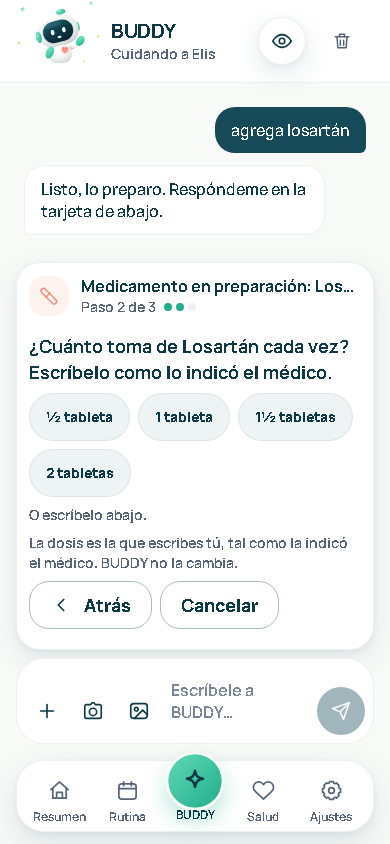 BUDDY
Cuidando a Elis
agrega losartán
Listo, lo preparo. Respóndeme en la
tarjeta de abajo.
Medicamento en preparación: Los...
Paso 2 de 3
¿Cuánto toma de Losartán cada vez?
Escríbelo como lo indicó el médico.
½ tableta
1 tableta
1½ tabletas
2 tabletas
O escríbelo abajo.
La dosis es la que escribes tú, tal como la indicó
el médico. BUDDY no la cambia.
Atrás
Cancelar
Escríbele a
BUDDY...
Resumen
Rutina
BUDDY
Salud
Ajustes